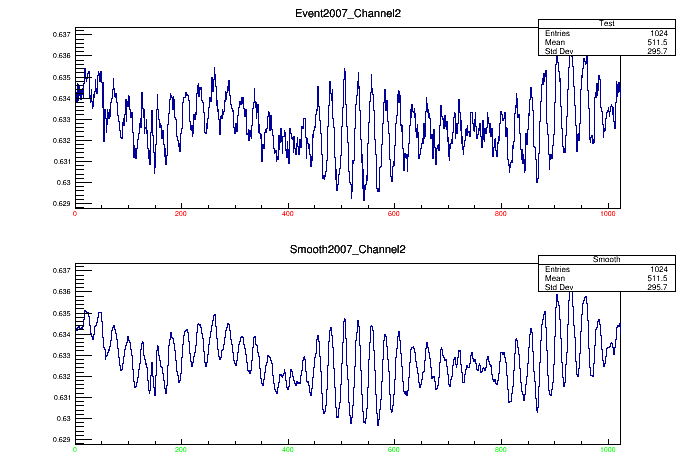 Event2007_Channel2
Test
Entries 1024
Mean 511.5
Std Dev 295.7
0.637
0.636
0.635
0.634
0.633
0.632
0.631
0.63
0.629
0 200 400 600 800 1000
Smooth2007_Channel2
Smooth
Entries 1024
Mean 511.5
Std Dev 295.7
0.637
0.636
0.635
0.634
0.633
0.632
0.631
0.63
0.629
0 200 400 600 800 1000